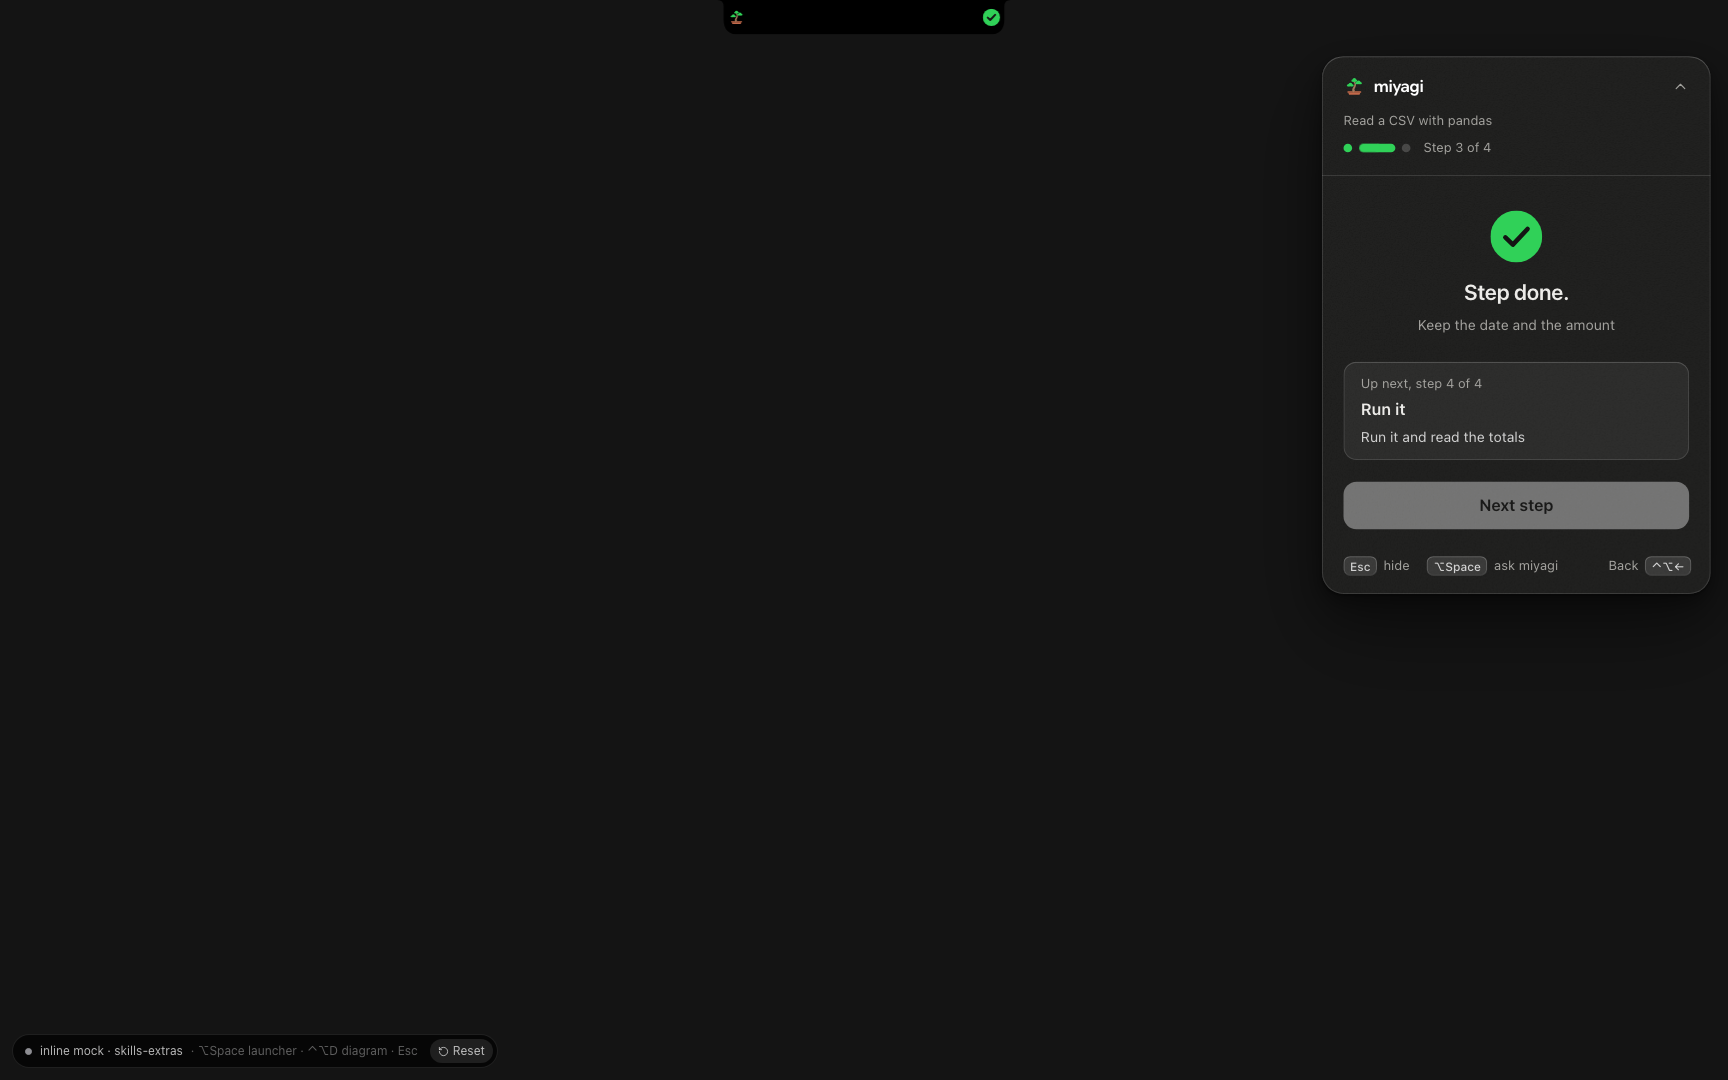 miyagi
Read a CSV with pandas
Step 3 of 4
Step done.
Keep the date and the amount
Up next, step 4 of 4
Run it
Run it and read the totals
Next step
Esc hide ⌥Space ask miyagi Back ^⌥←
inline mock · skills-extras · ⌥Space launcher · ^⌥D diagram · Esc Reset